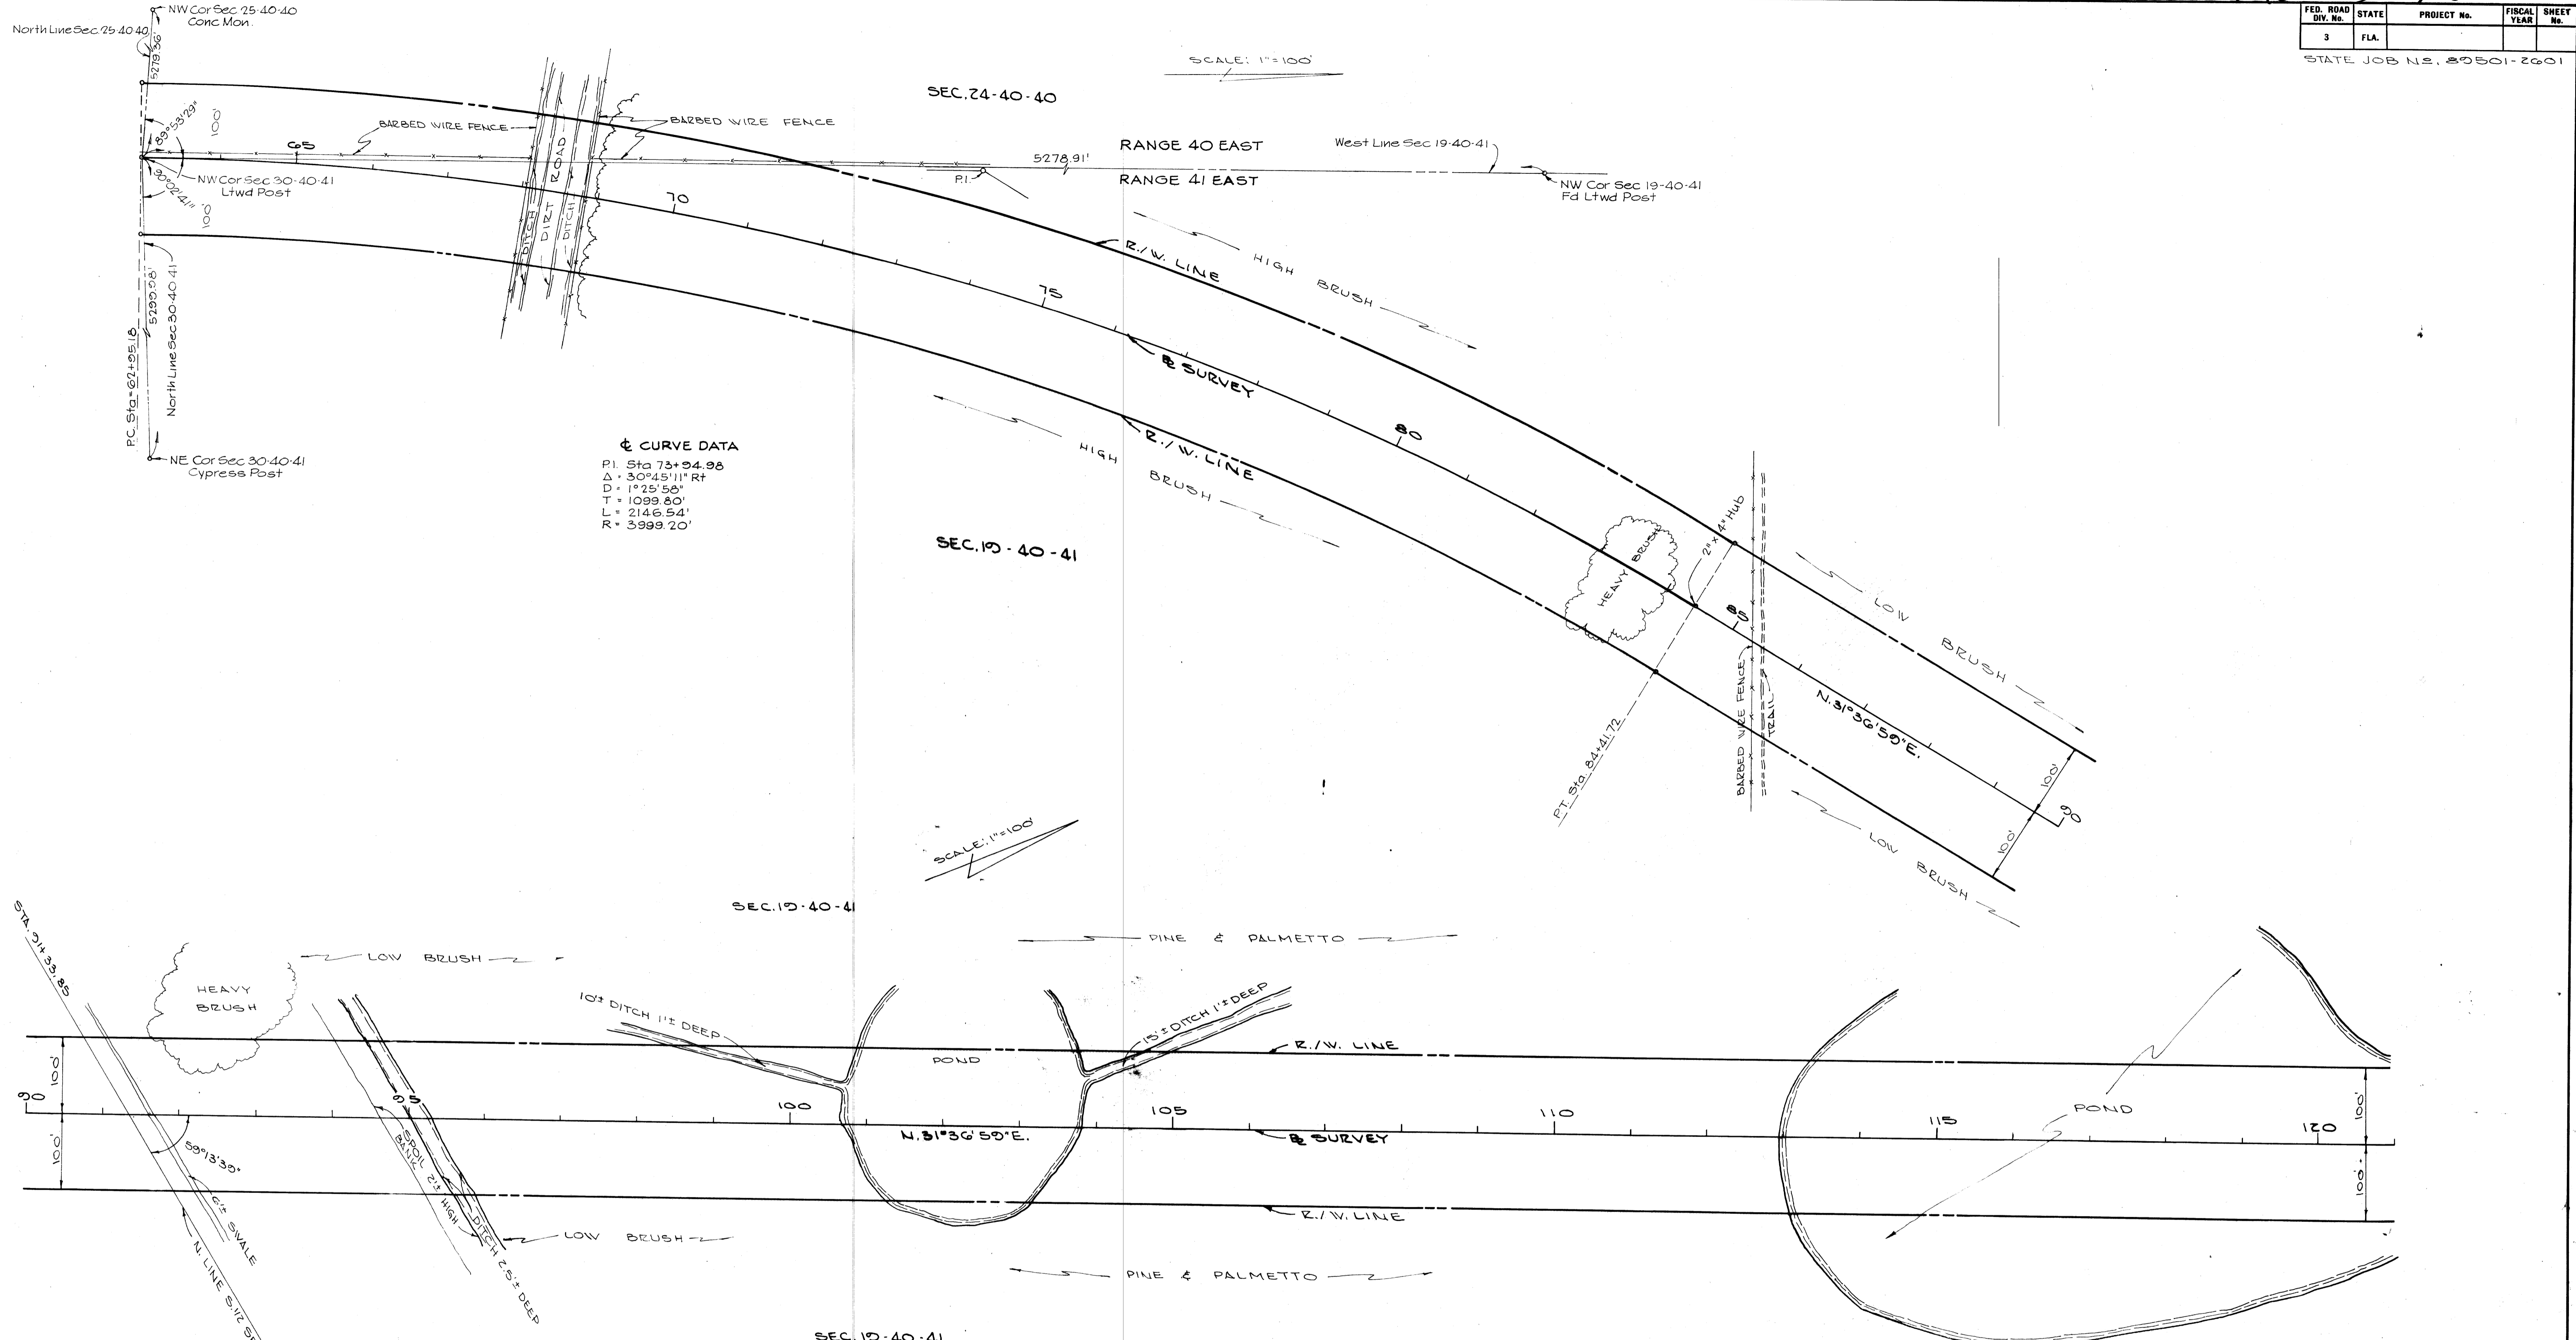 FED. ROAD DIV. No.
STATE
PROJECT No.
FISCAL YEAR
SHEET No.
3
FLA.
STATE JOB No. 89501-2601
NW Cor Sec 25-40-40
Conc Mon.
North Line Sec. 25 40 40
5279.36'
SCALE: 1"=100'
SEC. 24-40-40
89°53'29"
100'
BARBED WIRE FENCE
BARBED WIRE FENCE
65
RANGE 40 EAST
5278.91'
West Line Sec 19-40-41
RANGE 41 EAST
P.I.
NW Cor Sec 19-40-41
Fd Ltwd Post
NW Cor Sec 30-40-41
Ltwd Post
90°02'41"
100'
DITCH
DIRT ROAD
DITCH
70
R./W. LINE
HIGH BRUSH
75
℄ SURVEY
5299.98'
North Line Sec 30-40-41
P.C. Sta = 62+95.18
NE Cor Sec 30-40-41
Cypress Post
℄ CURVE DATA
P.I. Sta 73+94.98
Δ = 30°45'11" Rt
D = 1°25'58"
T = 1099.80'
L = 2146.54'
R = 3999.20'
R./W. LINE
HIGH BRUSH
80
SEC. 19-40-41
HEAVY BRUSH
2" x 4" Hub
85
LOW BRUSH
BARBED WIRE FENCE
TRAIL
N. 31°36'59" E.
P.T. Sta. 84+41.72
100'
100'
90
LOW BRUSH
SCALE: 1"=100'
SEC. 19-40-41
PINE & PALMETTO
STA. 91+33.85
HEAVY
BRUSH
LOW BRUSH
10'± DITCH 1'± DEEP
15'± DITCH 1'± DEEP
POND
R./W. LINE
100'
90
95
100
105
110
115
120
100'
POND
N. 31°36'59" E.
℄ SURVEY
100'
59°13'39"
SPOIL BANK 2'± HIGH
100'
6'± SWALE
DITCH 2.5'± DEEP
LOW BRUSH
R./W. LINE
N. LINE S. 1/2
PINE & PALMETTO
SEC. 19-40-41